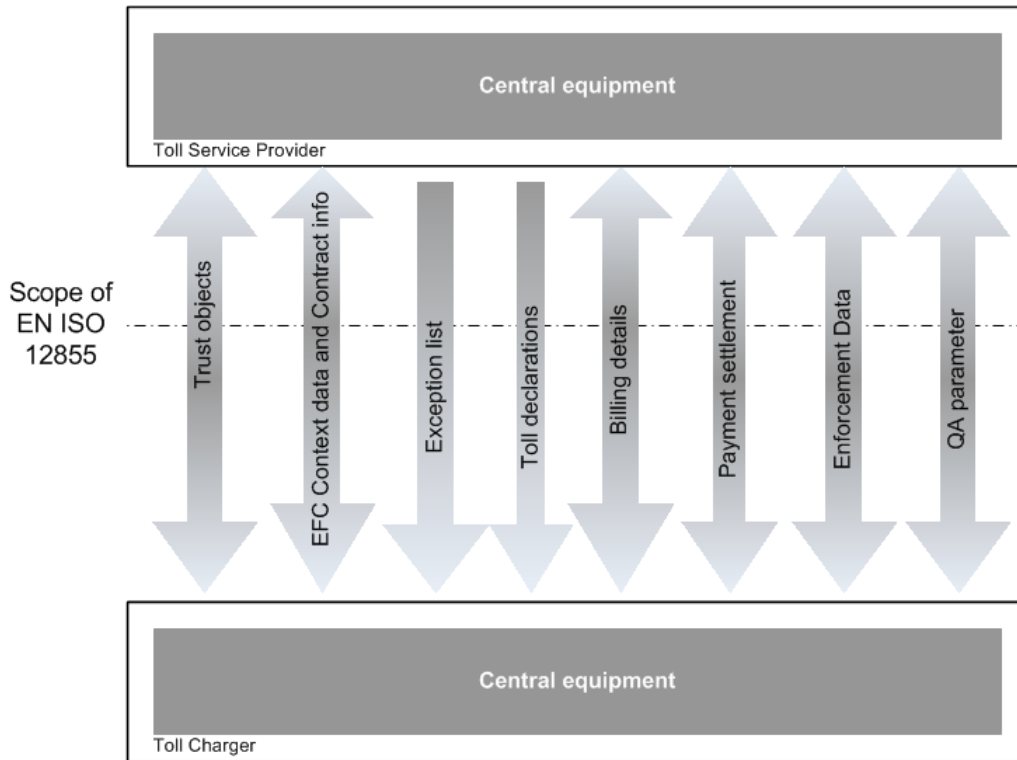 Central equipment
Toll Service Provider
Scope of
EN ISO
12855
Trust objects
EFC Context data and Contract info
Exception list
Toll declarations
Billing details
Payment settlement
Enforcement Data
QA parameter
Central equipment
Toll Charger